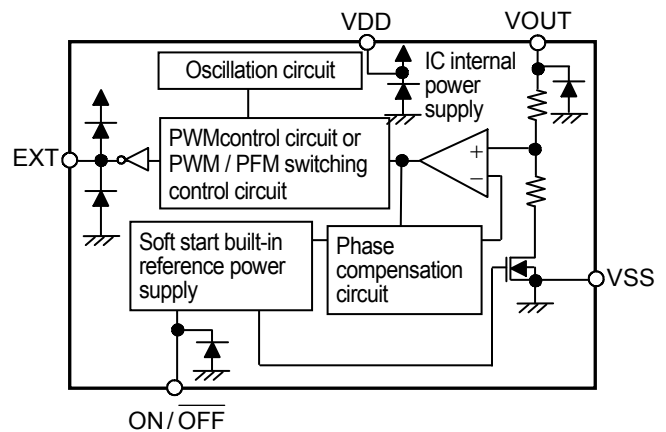 VDD
VOUT
Oscillation circuit
IC internal
power
supply
PWMcontrol circuit or
PWM / PFM switching
control circuit
EXT
+
−
Soft start built-in
reference power
supply
Phase
compensation
circuit
VSS
ON / OFF